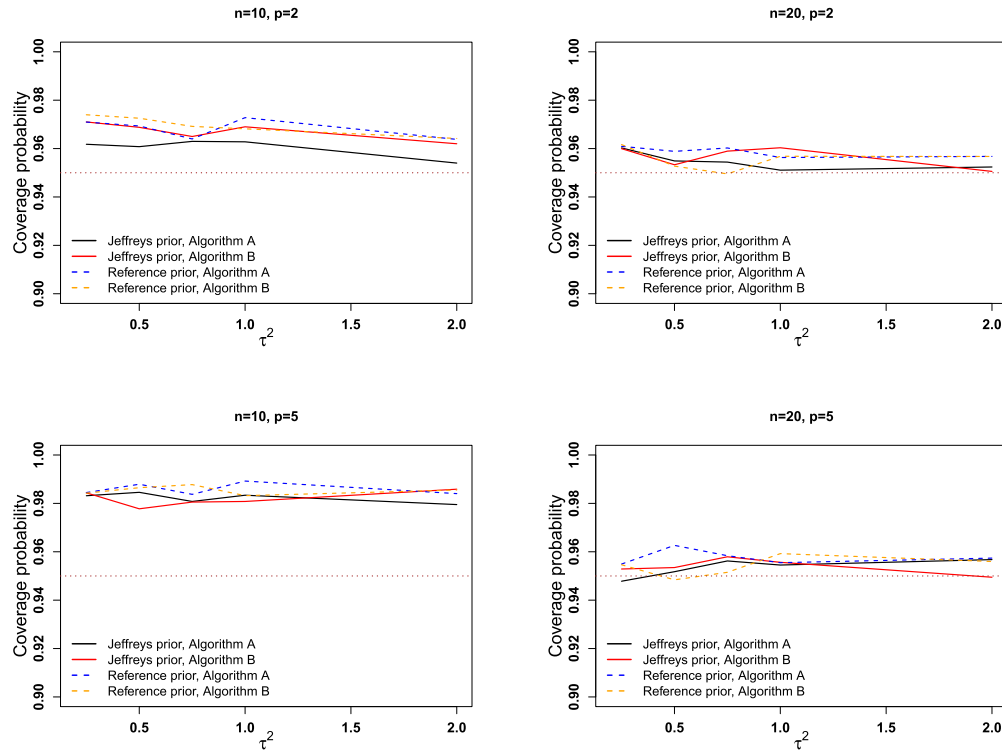 n=10, p=2
Coverage probability
1.00
0.98
0.96
0.94
0.92
0.90
Jeffreys prior, Algorithm A
Jeffreys prior, Algorithm B
Reference prior, Algorithm A
Reference prior, Algorithm B
0.5 1.0 1.5 2.0
τ²
n=20, p=2
Coverage probability
1.00
0.98
0.96
0.94
0.92
0.90
Jeffreys prior, Algorithm A
Jeffreys prior, Algorithm B
Reference prior, Algorithm A
Reference prior, Algorithm B
0.5 1.0 1.5 2.0
τ²
n=10, p=5
Coverage probability
1.00
0.98
0.96
0.94
0.92
0.90
Jeffreys prior, Algorithm A
Jeffreys prior, Algorithm B
Reference prior, Algorithm A
Reference prior, Algorithm B
0.5 1.0 1.5 2.0
τ²
n=20, p=5
Coverage probability
1.00
0.98
0.96
0.94
0.92
0.90
Jeffreys prior, Algorithm A
Jeffreys prior, Algorithm B
Reference prior, Algorithm A
Reference prior, Algorithm B
0.5 1.0 1.5 2.0
τ²